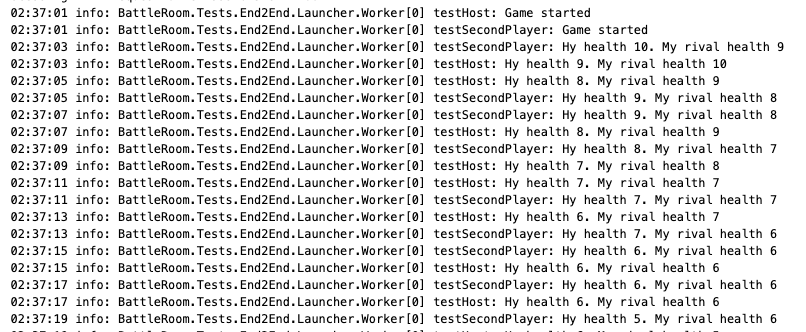 02:37:01 info: BattleRoom.Tests.End2End.Launcher.Worker[0] testHost: Game started
02:37:01 info: BattleRoom.Tests.End2End.Launcher.Worker[0] testSecondPlayer: Game started
02:37:03 info: BattleRoom.Tests.End2End.Launcher.Worker[0] testSecondPlayer: Hy health 10. My rival health 9
02:37:03 info: BattleRoom.Tests.End2End.Launcher.Worker[0] testHost: Hy health 9. My rival health 10
02:37:05 info: BattleRoom.Tests.End2End.Launcher.Worker[0] testHost: Hy health 8. My rival health 9
02:37:05 info: BattleRoom.Tests.End2End.Launcher.Worker[0] testSecondPlayer: Hy health 9. My rival health 8
02:37:07 info: BattleRoom.Tests.End2End.Launcher.Worker[0] testSecondPlayer: Hy health 9. My rival health 8
02:37:07 info: BattleRoom.Tests.End2End.Launcher.Worker[0] testHost: Hy health 8. My rival health 9
02:37:09 info: BattleRoom.Tests.End2End.Launcher.Worker[0] testSecondPlayer: Hy health 8. My rival health 7
02:37:09 info: BattleRoom.Tests.End2End.Launcher.Worker[0] testHost: Hy health 7. My rival health 8
02:37:11 info: BattleRoom.Tests.End2End.Launcher.Worker[0] testHost: Hy health 7. My rival health 7
02:37:11 info: BattleRoom.Tests.End2End.Launcher.Worker[0] testSecondPlayer: Hy health 7. My rival health 7
02:37:13 info: BattleRoom.Tests.End2End.Launcher.Worker[0] testHost: Hy health 6. My rival health 7
02:37:13 info: BattleRoom.Tests.End2End.Launcher.Worker[0] testSecondPlayer: Hy health 7. My rival health 6
02:37:15 info: BattleRoom.Tests.End2End.Launcher.Worker[0] testSecondPlayer: Hy health 6. My rival health 6
02:37:15 info: BattleRoom.Tests.End2End.Launcher.Worker[0] testHost: Hy health 6. My rival health 6
02:37:17 info: BattleRoom.Tests.End2End.Launcher.Worker[0] testSecondPlayer: Hy health 6. My rival health 6
02:37:17 info: BattleRoom.Tests.End2End.Launcher.Worker[0] testHost: Hy health 6. My rival health 6
02:37:19 info: BattleRoom.Tests.End2End.Launcher.Worker[0] testSecondPlayer: Hy health 5. My rival health 6